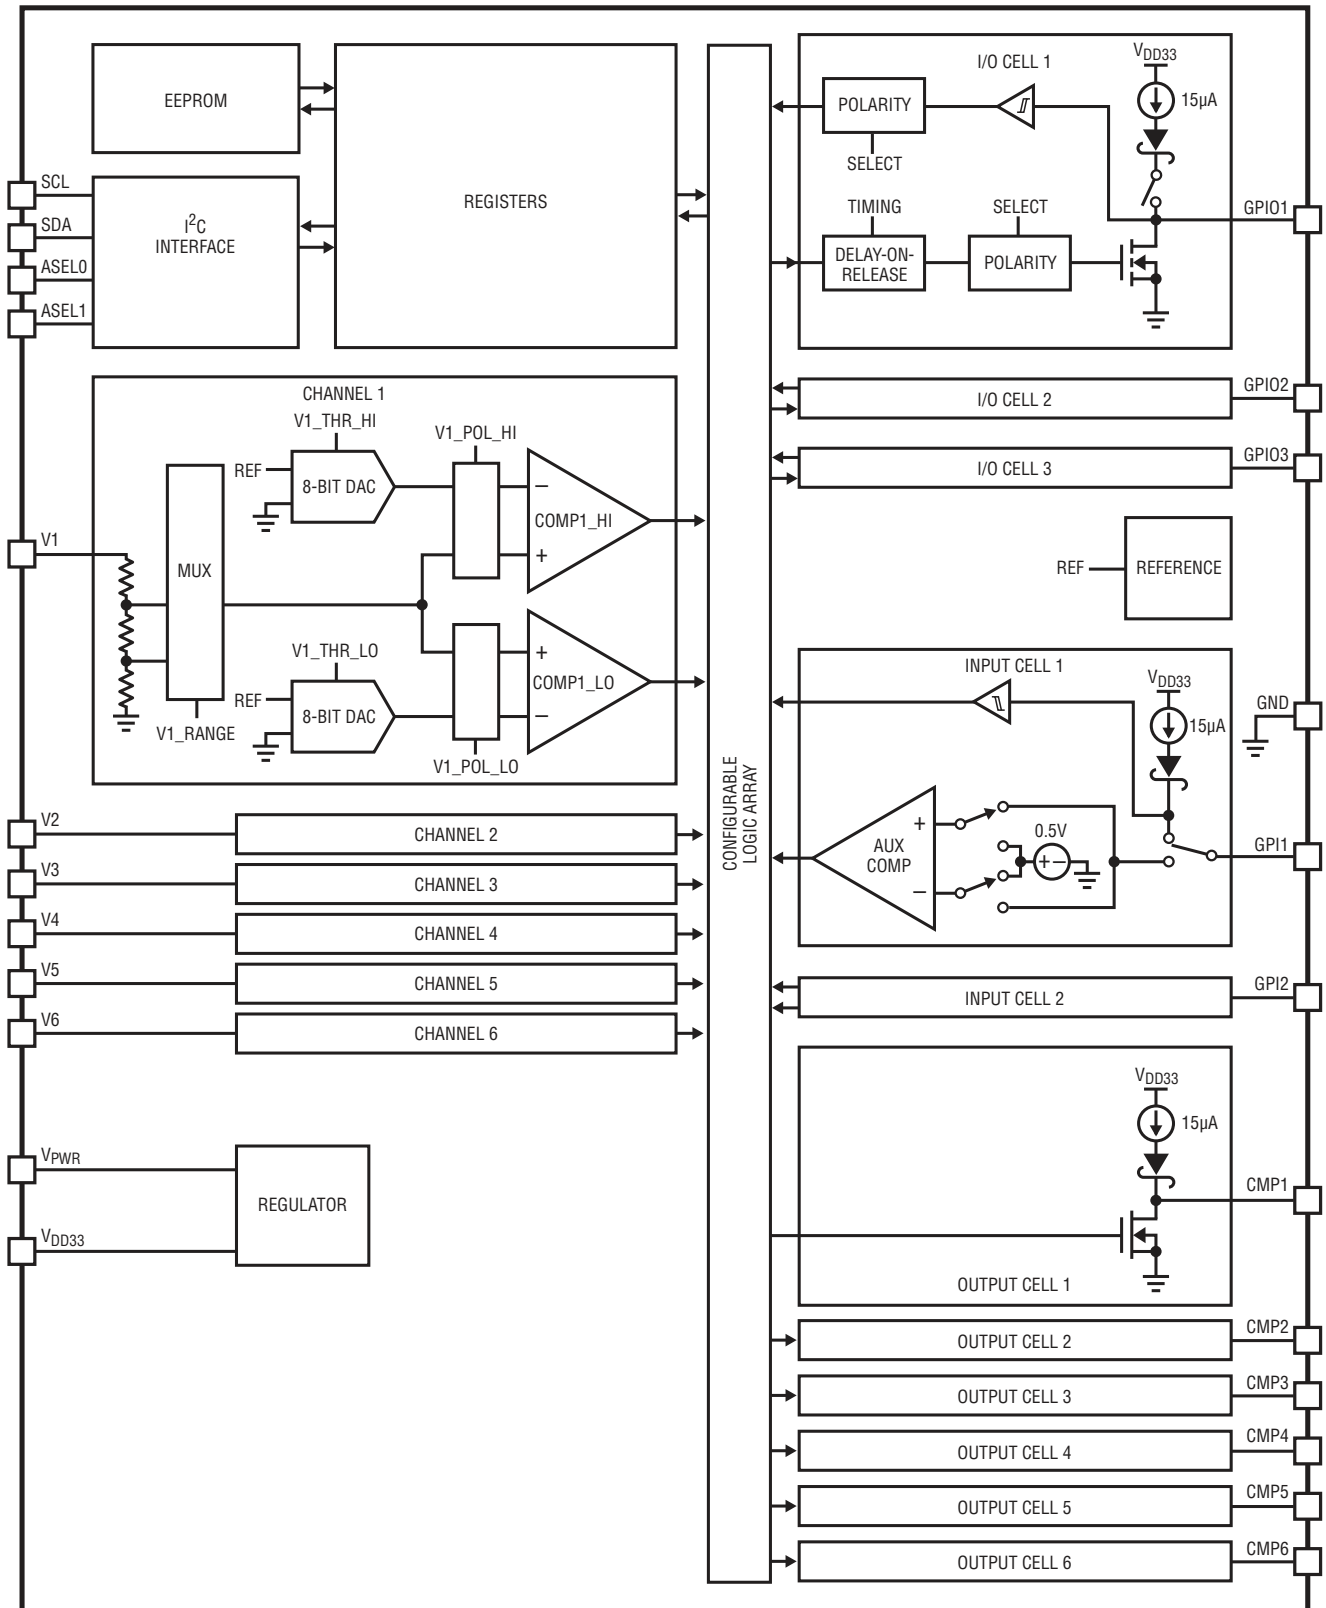 EEPROM
REGISTERS
SCL
SDA
ASEL0
ASEL1
I2C
INTERFACE
CHANNEL 1
V1_THR_HI
V1_POL_HI
REF
8-BIT DAC
−
COMP1_HI
+
V1
MUX
V1_THR_LO
+
COMP1_LO
−
REF
8-BIT DAC
V1_RANGE
V1_POL_LO
V2
CHANNEL 2
V3
CHANNEL 3
V4
CHANNEL 4
V5
CHANNEL 5
V6
CHANNEL 6
VPWR
REGULATOR
VDD33
CONFIGURABLE
LOGIC ARRAY
I/O CELL 1
VDD33
15µA
POLARITY
SELECT
TIMING
SELECT
DELAY-ON-
RELEASE
POLARITY
GPIO1
I/O CELL 2
GPIO2
I/O CELL 3
GPIO3
REF
REFERENCE
INPUT CELL 1
VDD33
15µA
GND
+
AUX
COMP
−
0.5V
+ −
GPI1
INPUT CELL 2
GPI2
VDD33
15µA
CMP1
OUTPUT CELL 1
OUTPUT CELL 2
CMP2
OUTPUT CELL 3
CMP3
OUTPUT CELL 4
CMP4
OUTPUT CELL 5
CMP5
OUTPUT CELL 6
CMP6